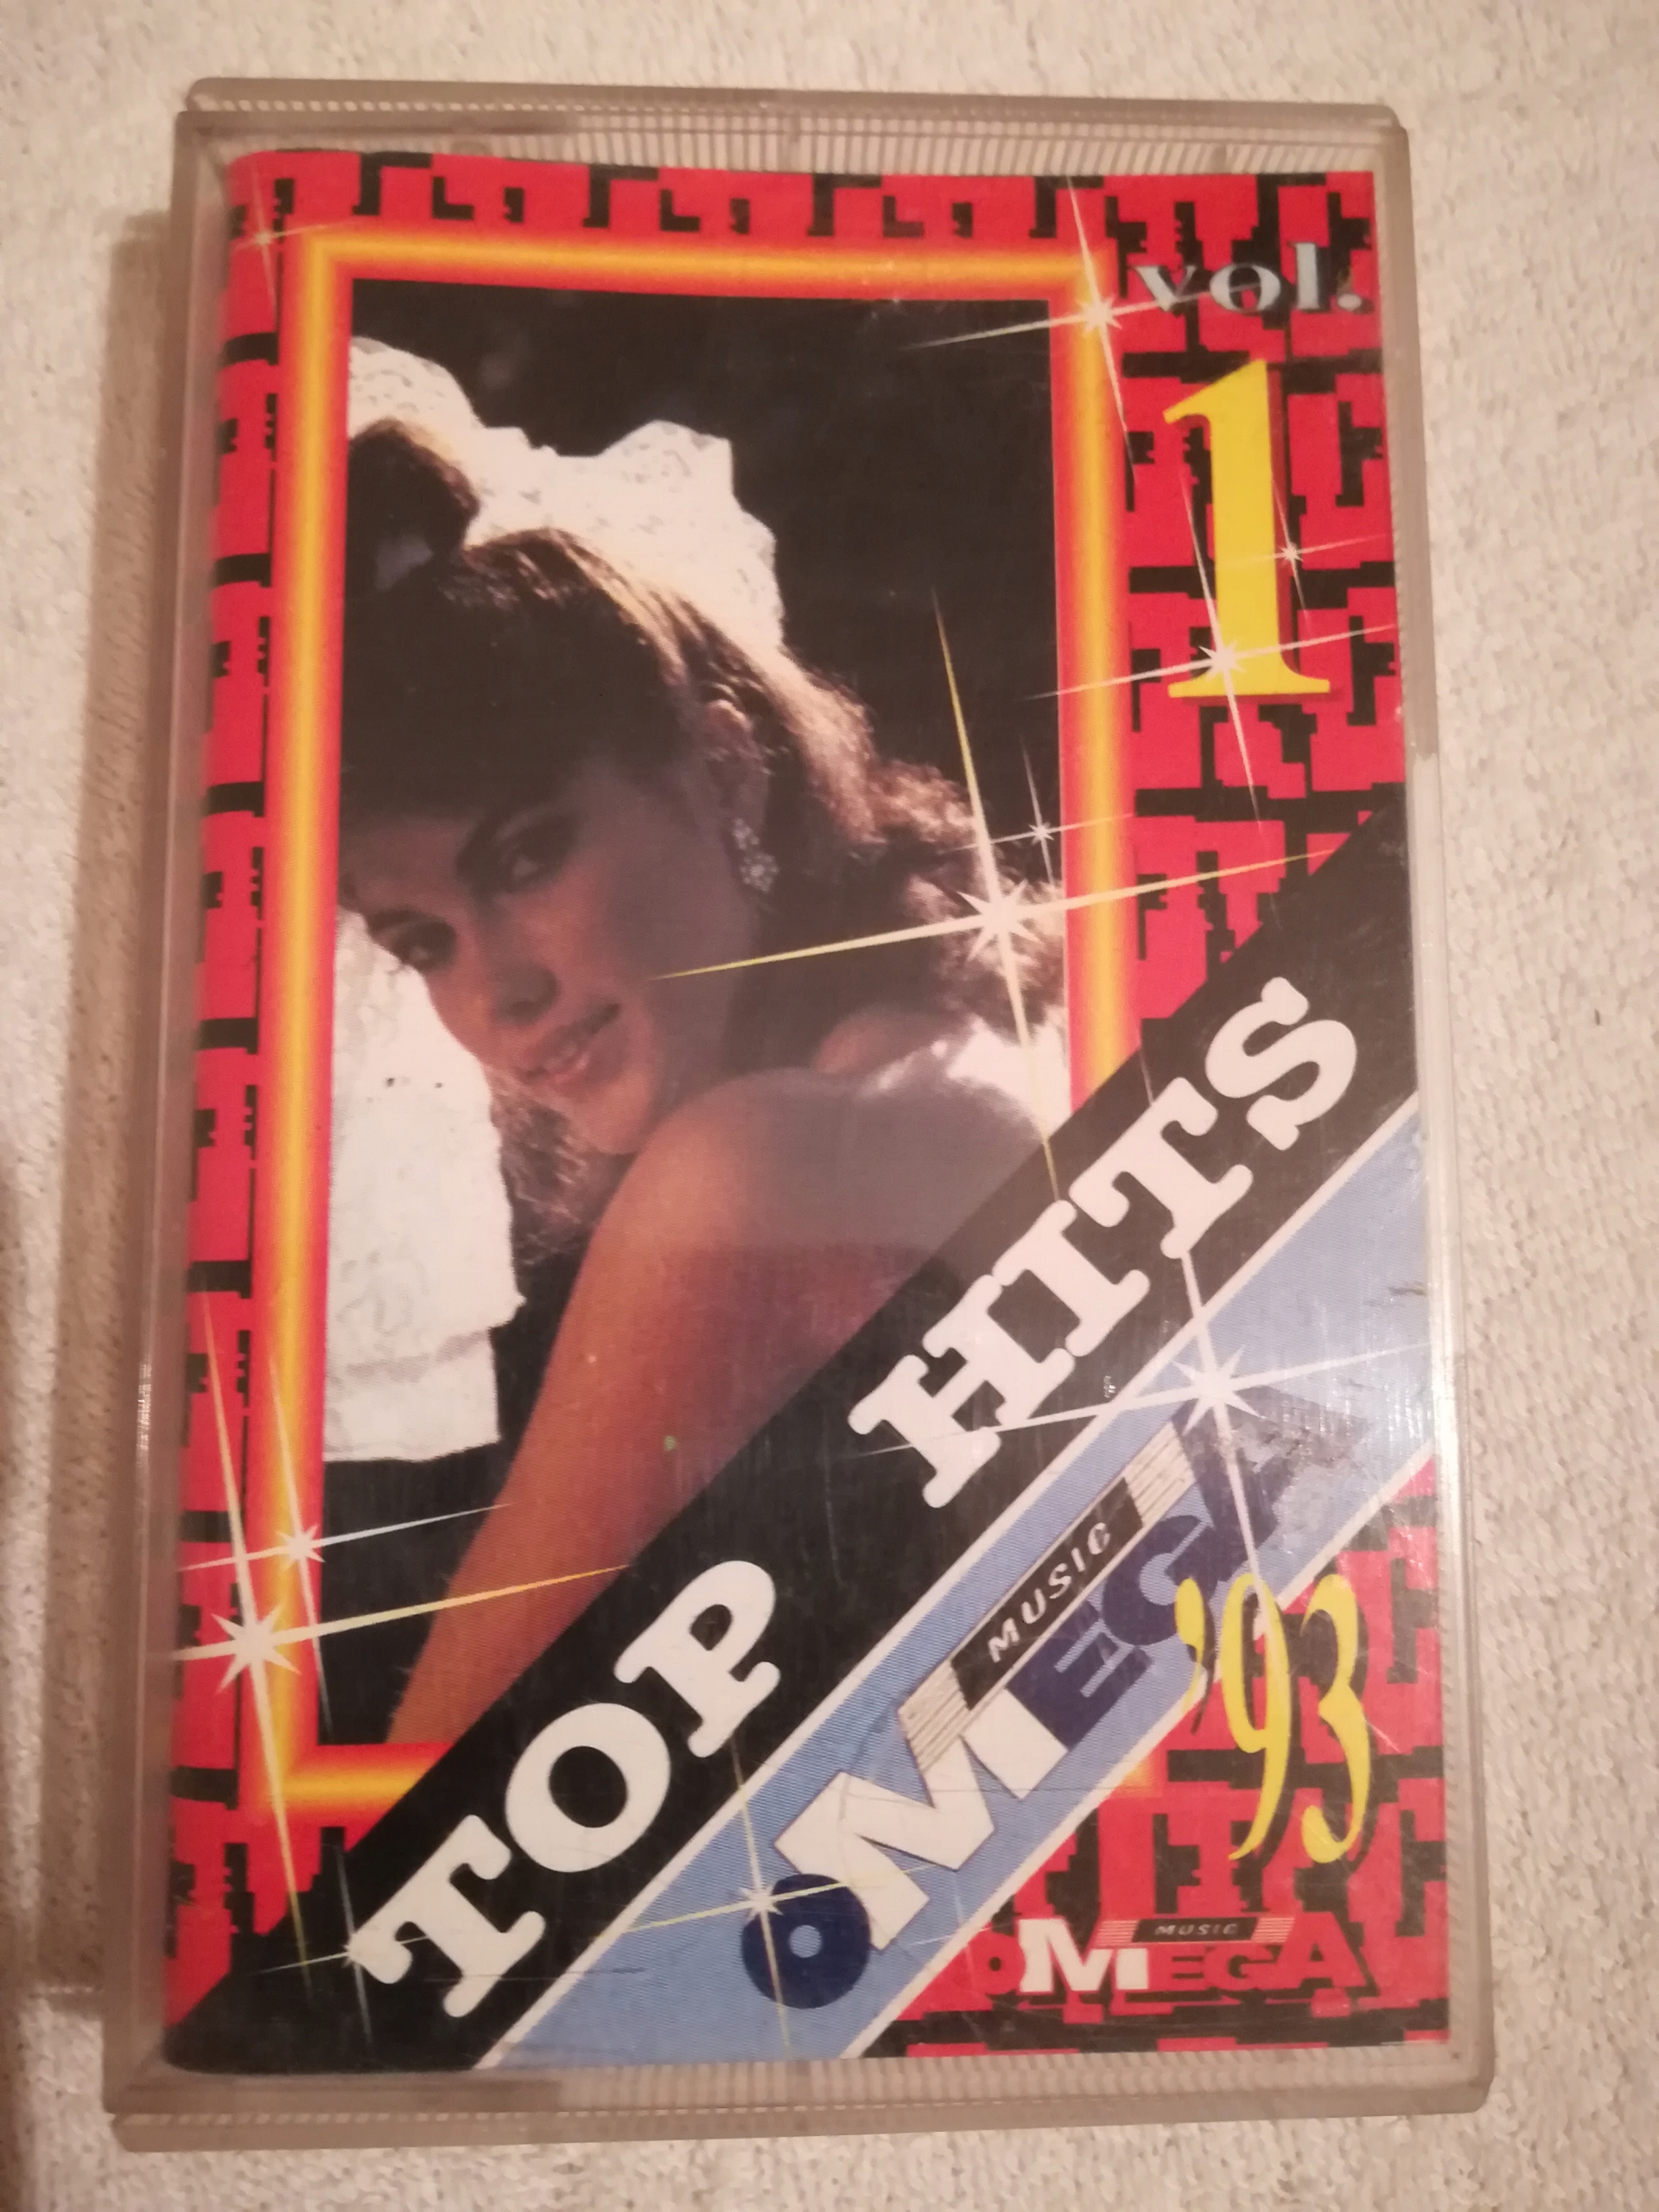 vol.
1
TOP HITS
MUSIC
OMEGA
'93
MUSIC
OMEGA